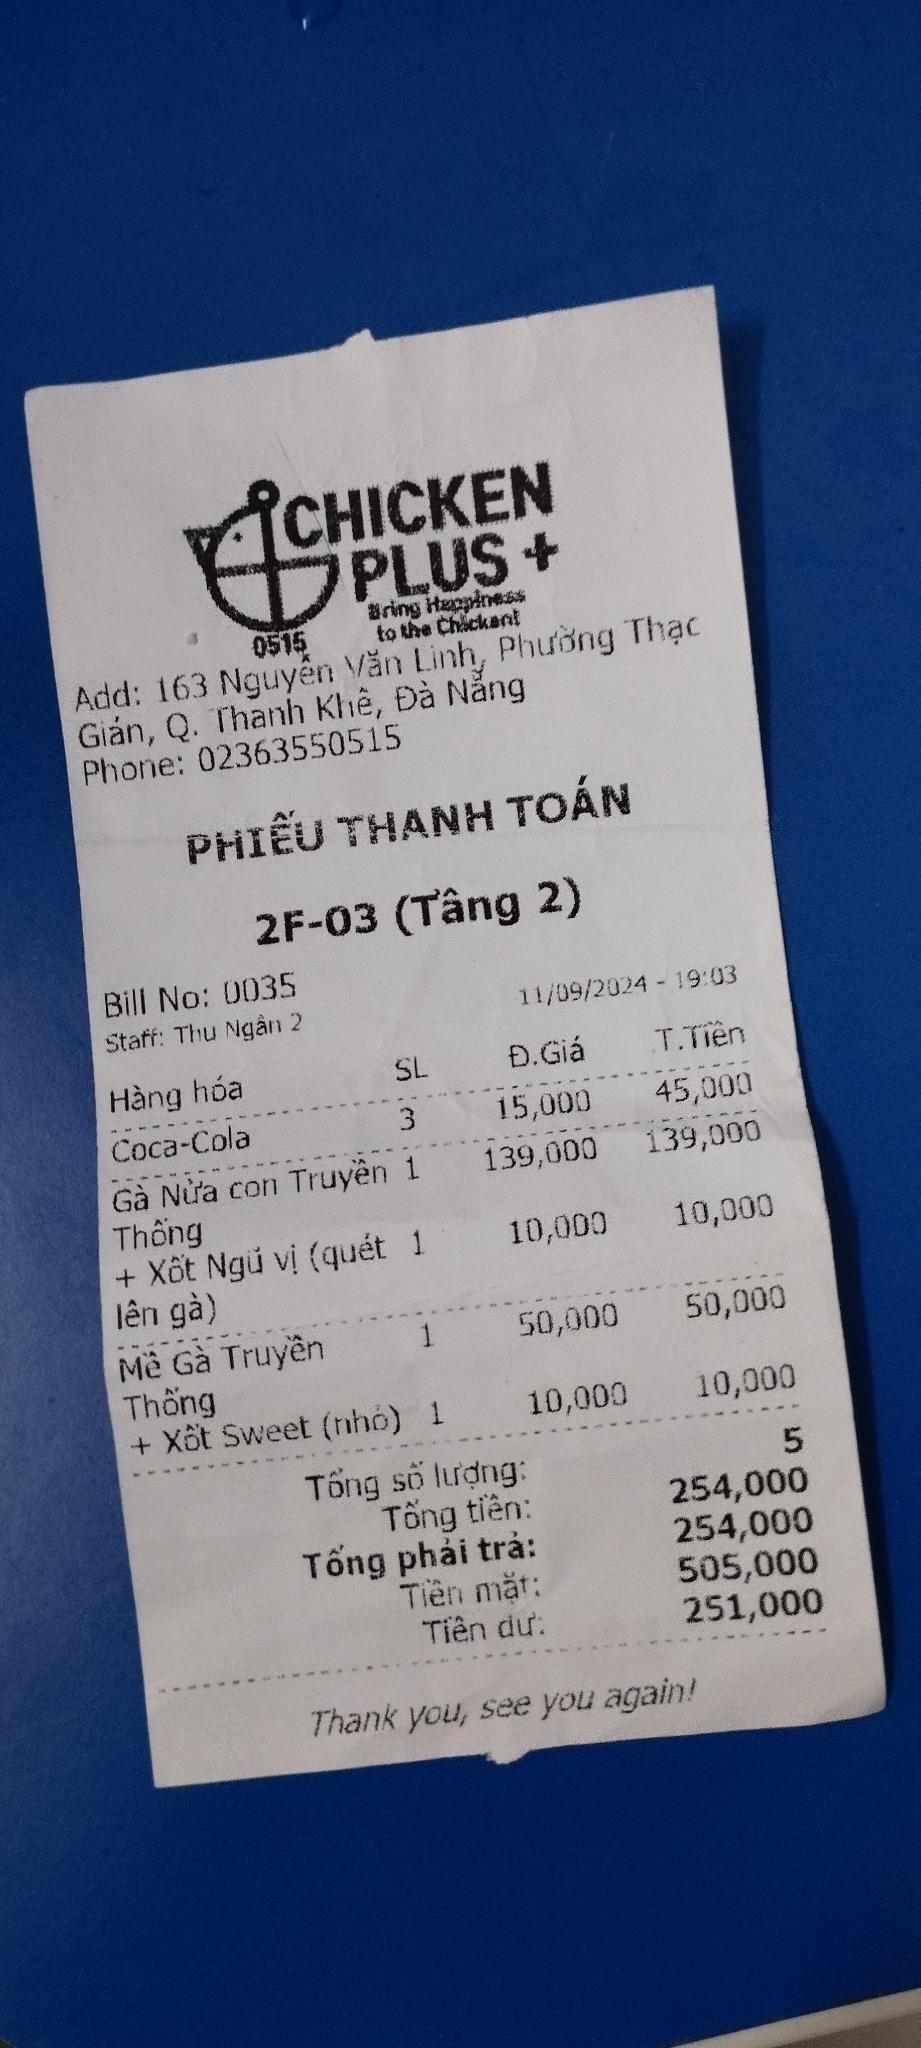 CHICKEN
PLUS +
Bring Happiness
to the Chickent
0515
Add: 163 Nguyễn Văn Linh, Phường Thạc
Gián, Q. Thanh Khê, Đà Nẵng
Phone: 02363550515
PHIẾU THANH TOÁN
2F-03 (Tầng 2)
Bill No: 0035
11/09/2024 - 19:03
Staff: Thu Ngân 2
Hàng hóa SL Đ.Giá T.Tiền
Coca-Cola 3 15,000 45,000
Gà Nửa con Truyền 1 139,000 139,000
Thống
+ Xốt Ngũ vị (quét 1 10,000 10,000
lên gà)
Mề Gà Truyền 1 50,000 50,000
Thống
+ Xốt Sweet (nhỏ) 1 10,000 10,000
Tổng số lượng: 5
Tổng tiền: 254,000
Tổng phải trả: 254,000
Tiền mặt: 505,000
Tiền dư: 251,000
Thank you, see you again!